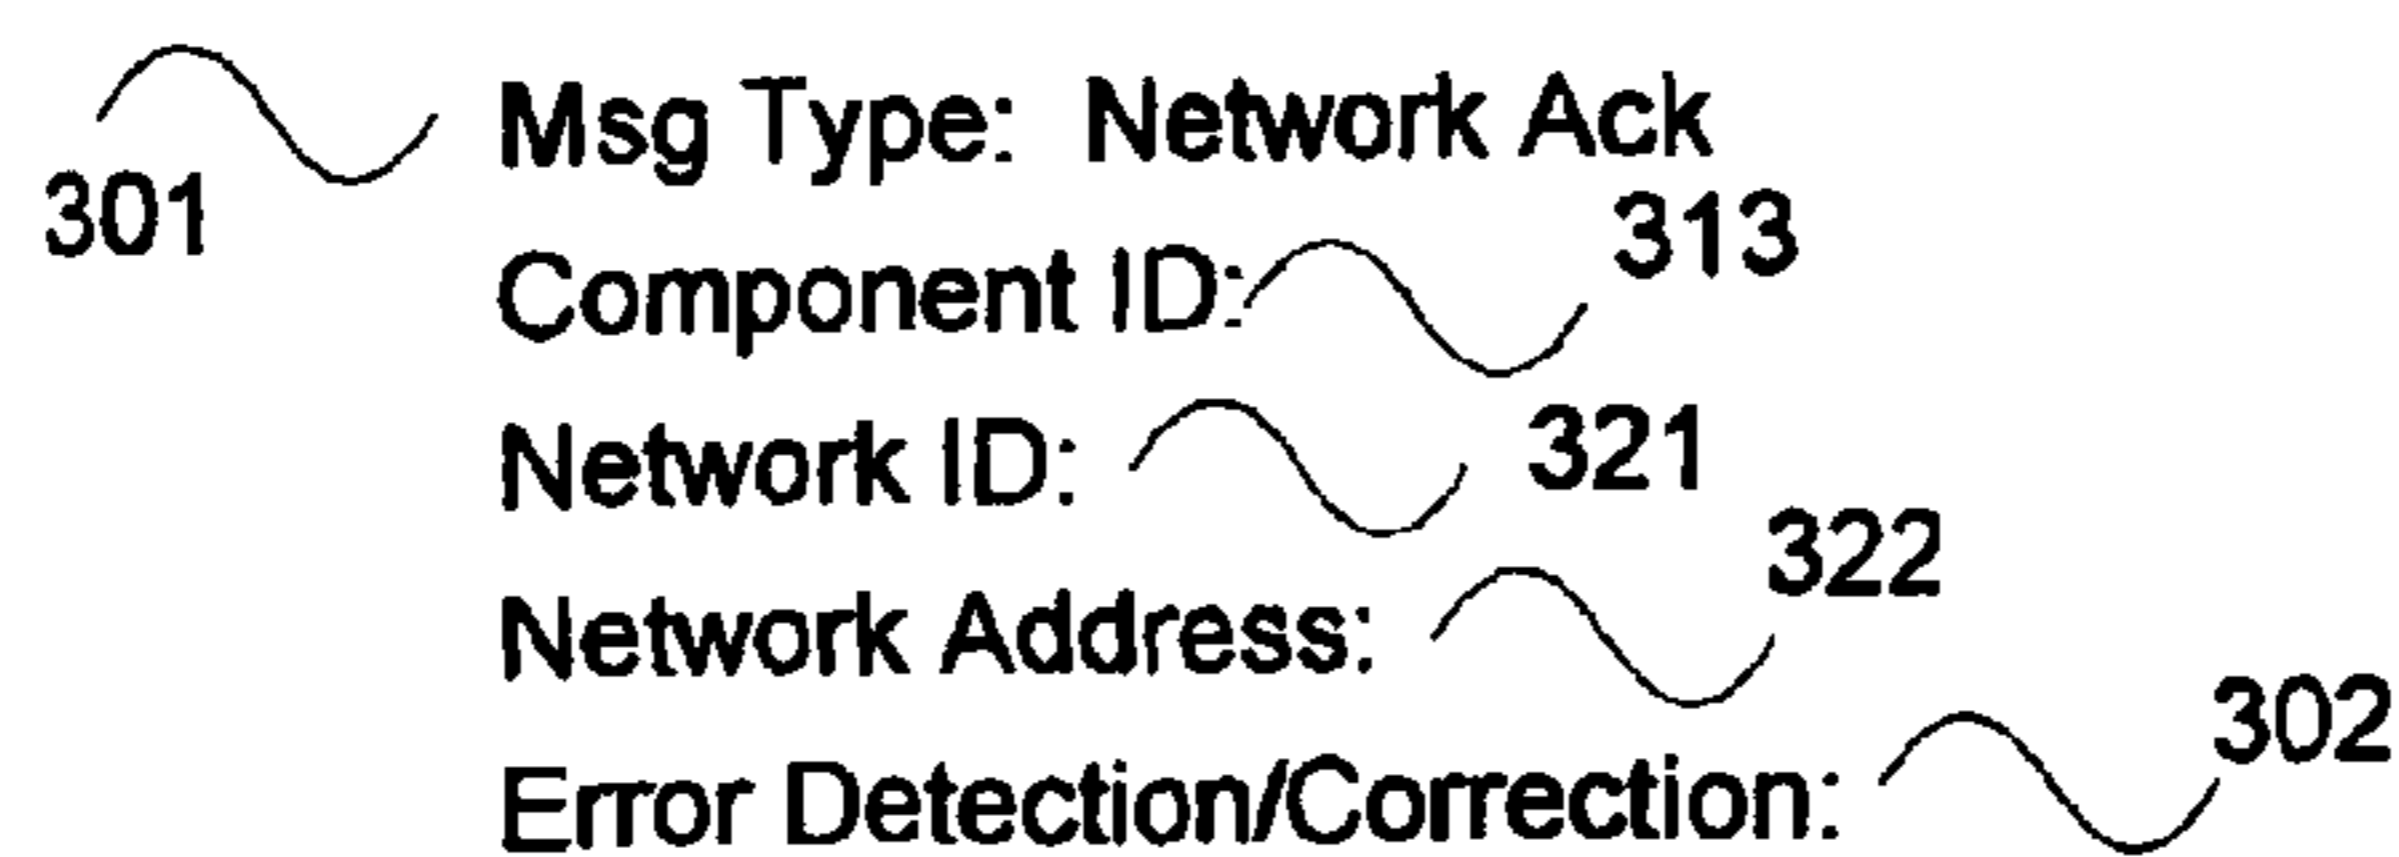 301 Msg Type: Network Ack
Component ID: 313
Network ID: 321
Network Address: 322
Error Detection/Correction: 302